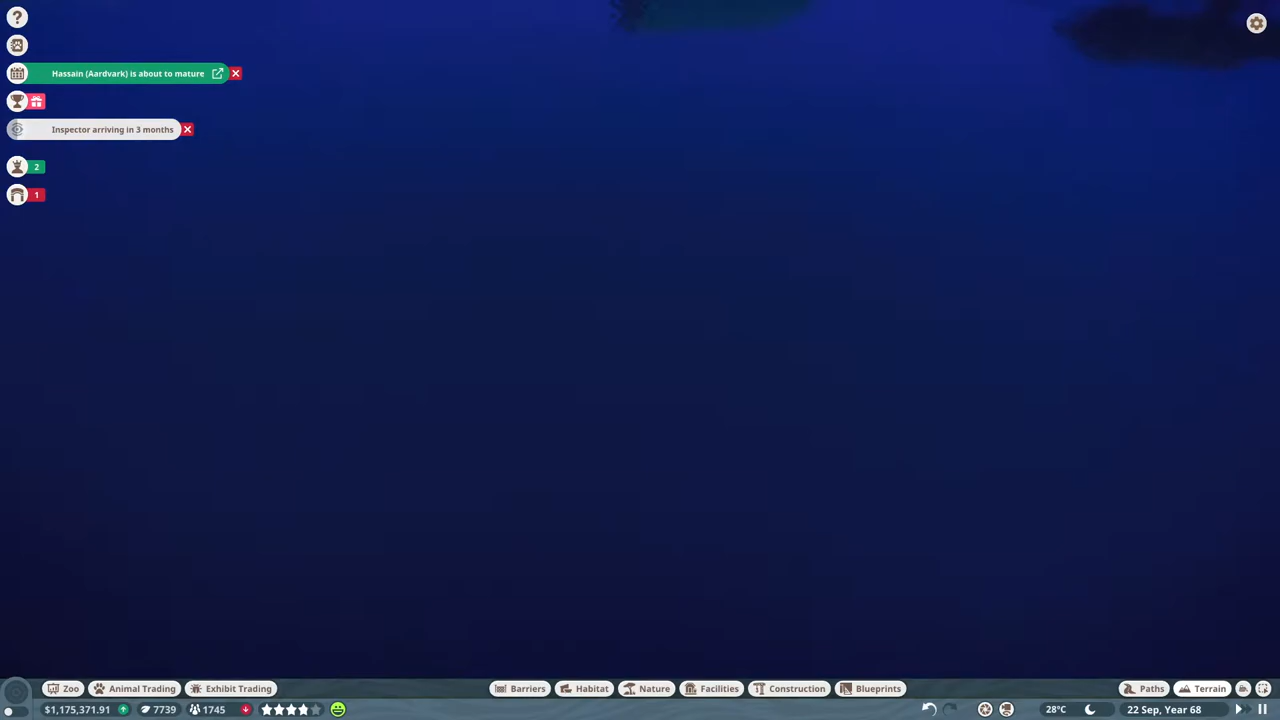 ?
Hassain (Aardvark) is about to mature
Inspector arriving in 3 months
2
1
Zoo Animal Trading Exhibit Trading Barriers Habitat Nature Facilities Construction Blueprints Paths Terrain
$1,175,371.91 7739 1745 28°C 22 Sep, Year 68